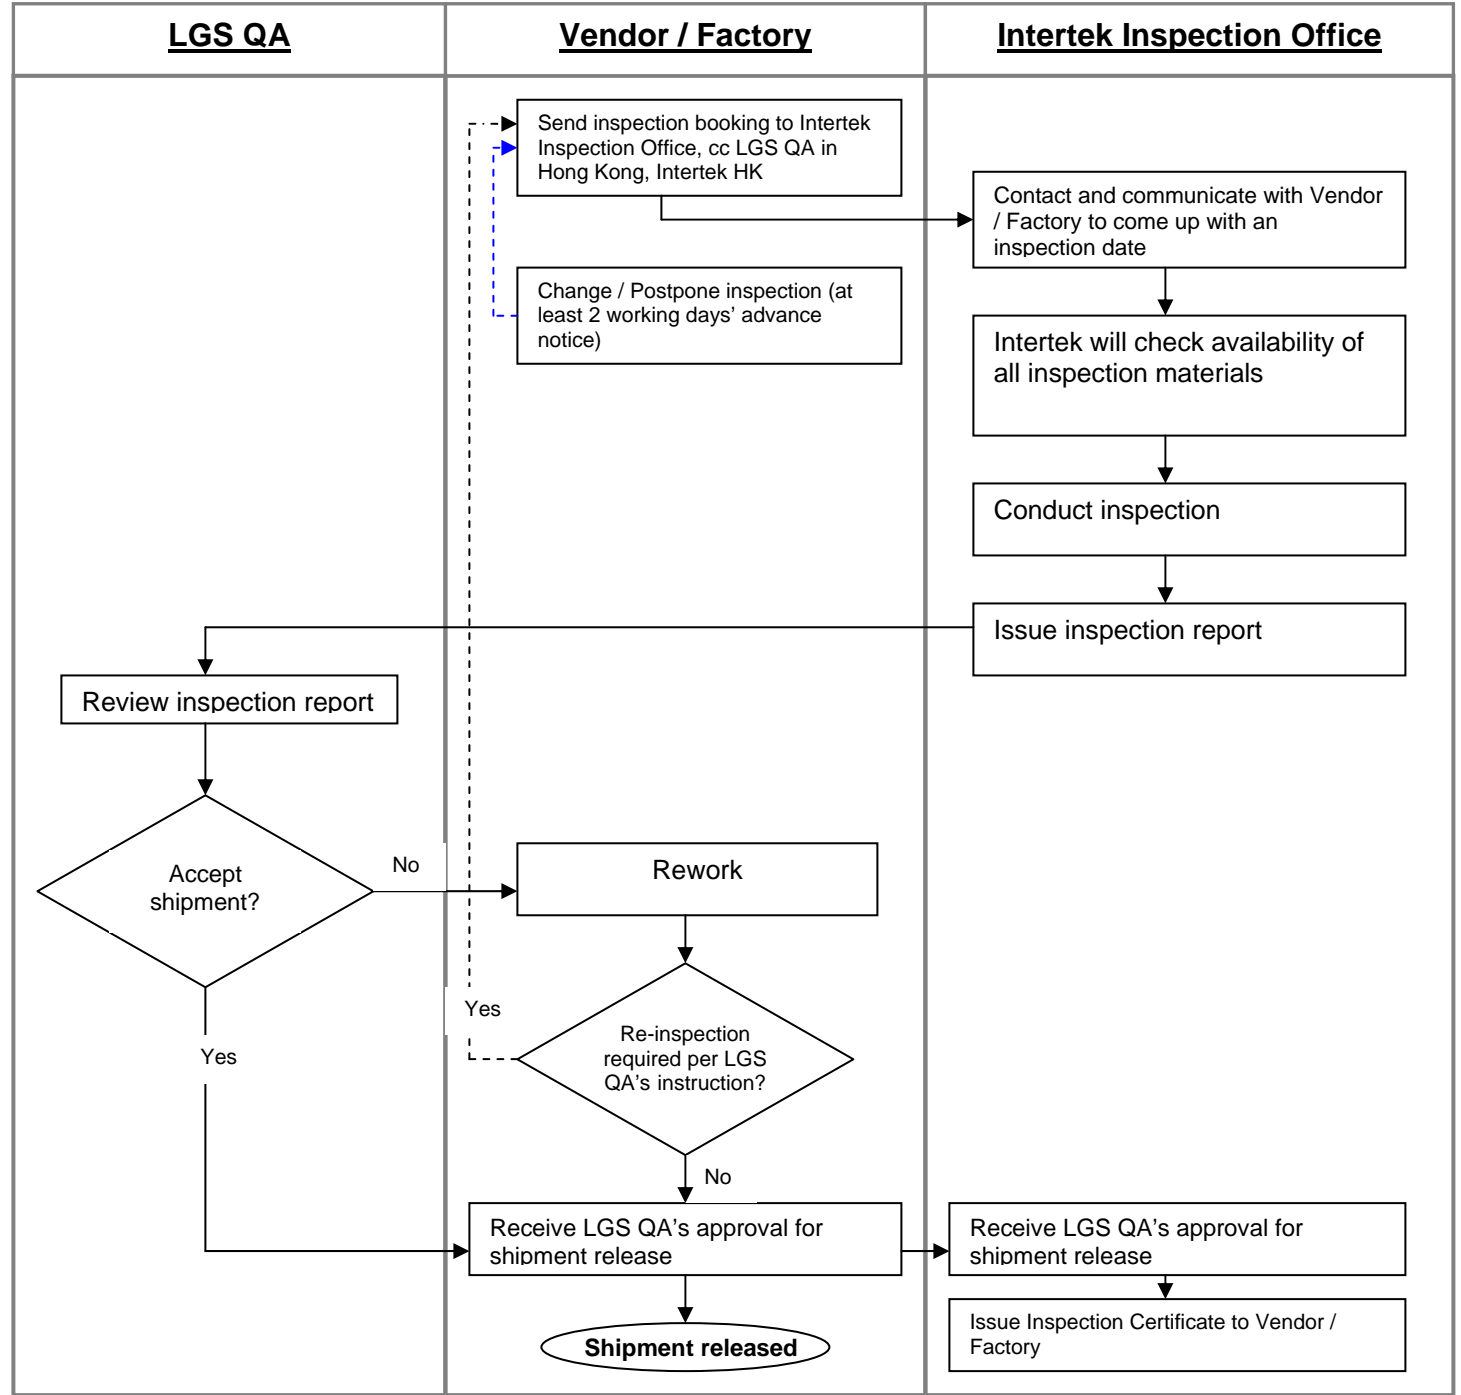 LGS QA
Vendor / Factory
Intertek Inspection Office
Send inspection booking to Intertek
Inspection Office, cc LGS QA in
Hong Kong, Intertek HK
Contact and communicate with Vendor
/ Factory to come up with an
inspection date
Change / Postpone inspection (at
least 2 working days’ advance
notice)
Intertek will check availability of
all inspection materials
Conduct inspection
Issue inspection report
Review inspection report
Accept
shipment?
No
Rework
Yes
Re-inspection
required per LGS
QA’s instruction?
Yes
No
Receive LGS QA’s approval for
shipment release
Receive LGS QA’s approval for
shipment release
Shipment released
Issue Inspection Certificate to Vendor /
Factory